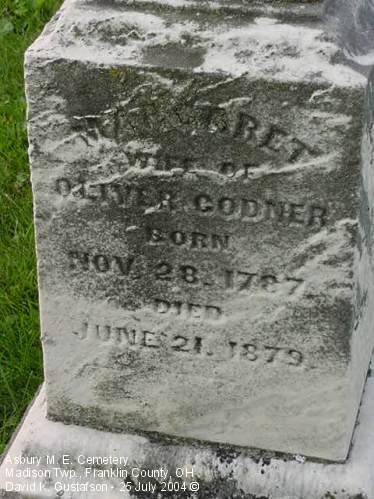 MARGARET
WIFE OF
OLIVER CODNER
BORN
NOV. 28. 1787
DIED
JUNE 21. 1879
Asbury M. E. Cemetery
Madison Twp., Franklin County, OH
David K. Gustafson - 25 July 2004 ©